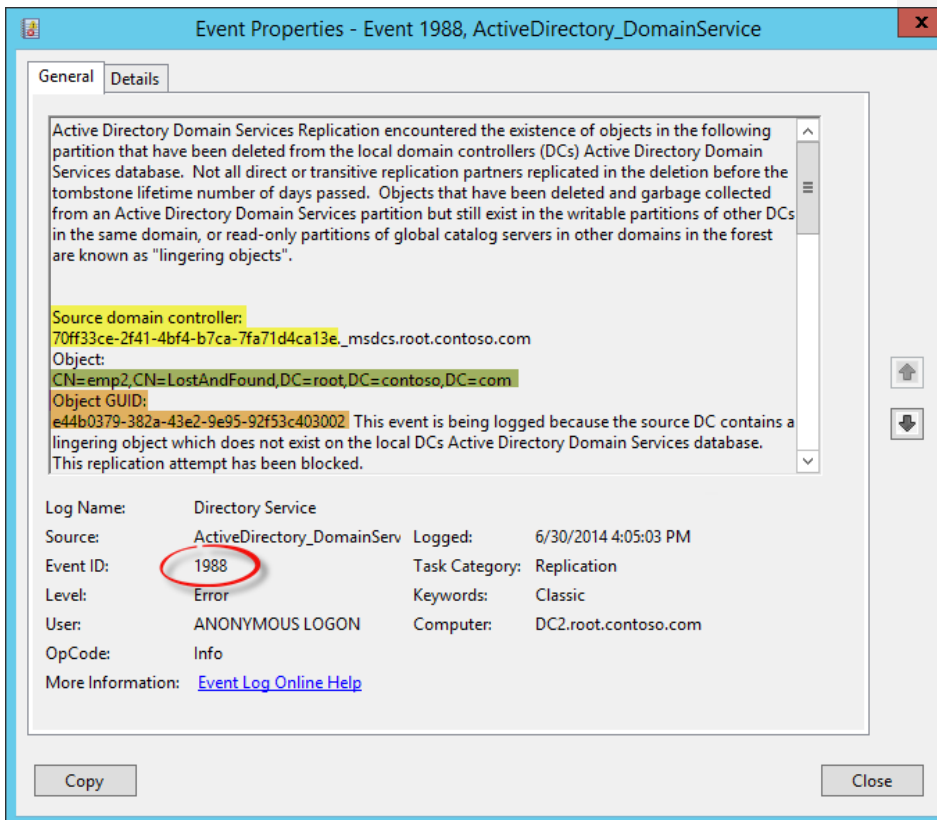 Event Properties - Event 1988, ActiveDirectory_DomainService
x
General
Details
Active Directory Domain Services Replication encountered the existence of objects in the following
partition that have been deleted from the local domain controllers (DCs) Active Directory Domain
Services database.  Not all direct or transitive replication partners replicated in the deletion before the
tombstone lifetime number of days passed.  Objects that have been deleted and garbage collected
from an Active Directory Domain Services partition but still exist in the writable partitions of other DCs
in the same domain, or read-only partitions of global catalog servers in other domains in the forest
are known as "lingering objects".
Source domain controller:
70ff33ce-2f41-4bf4-b7ca-7fa71d4ca13e._msdcs.root.contoso.com
Object:
CN=emp2,CN=LostAndFound,DC=root,DC=contoso,DC=com
Object GUID:
e44b0379-382a-43e2-9e95-92f53c403002 This event is being logged because the source DC contains a
lingering object which does not exist on the local DCs Active Directory Domain Services database.
This replication attempt has been blocked.
Log Name: Directory Service
Source: ActiveDirectory_DomainServ Logged: 6/30/2014 4:05:03 PM
Event ID: 1988 Task Category: Replication
Level: Error Keywords: Classic
User: ANONYMOUS LOGON Computer: DC2.root.contoso.com
OpCode: Info
More Information: Event Log Online Help
Copy
Close